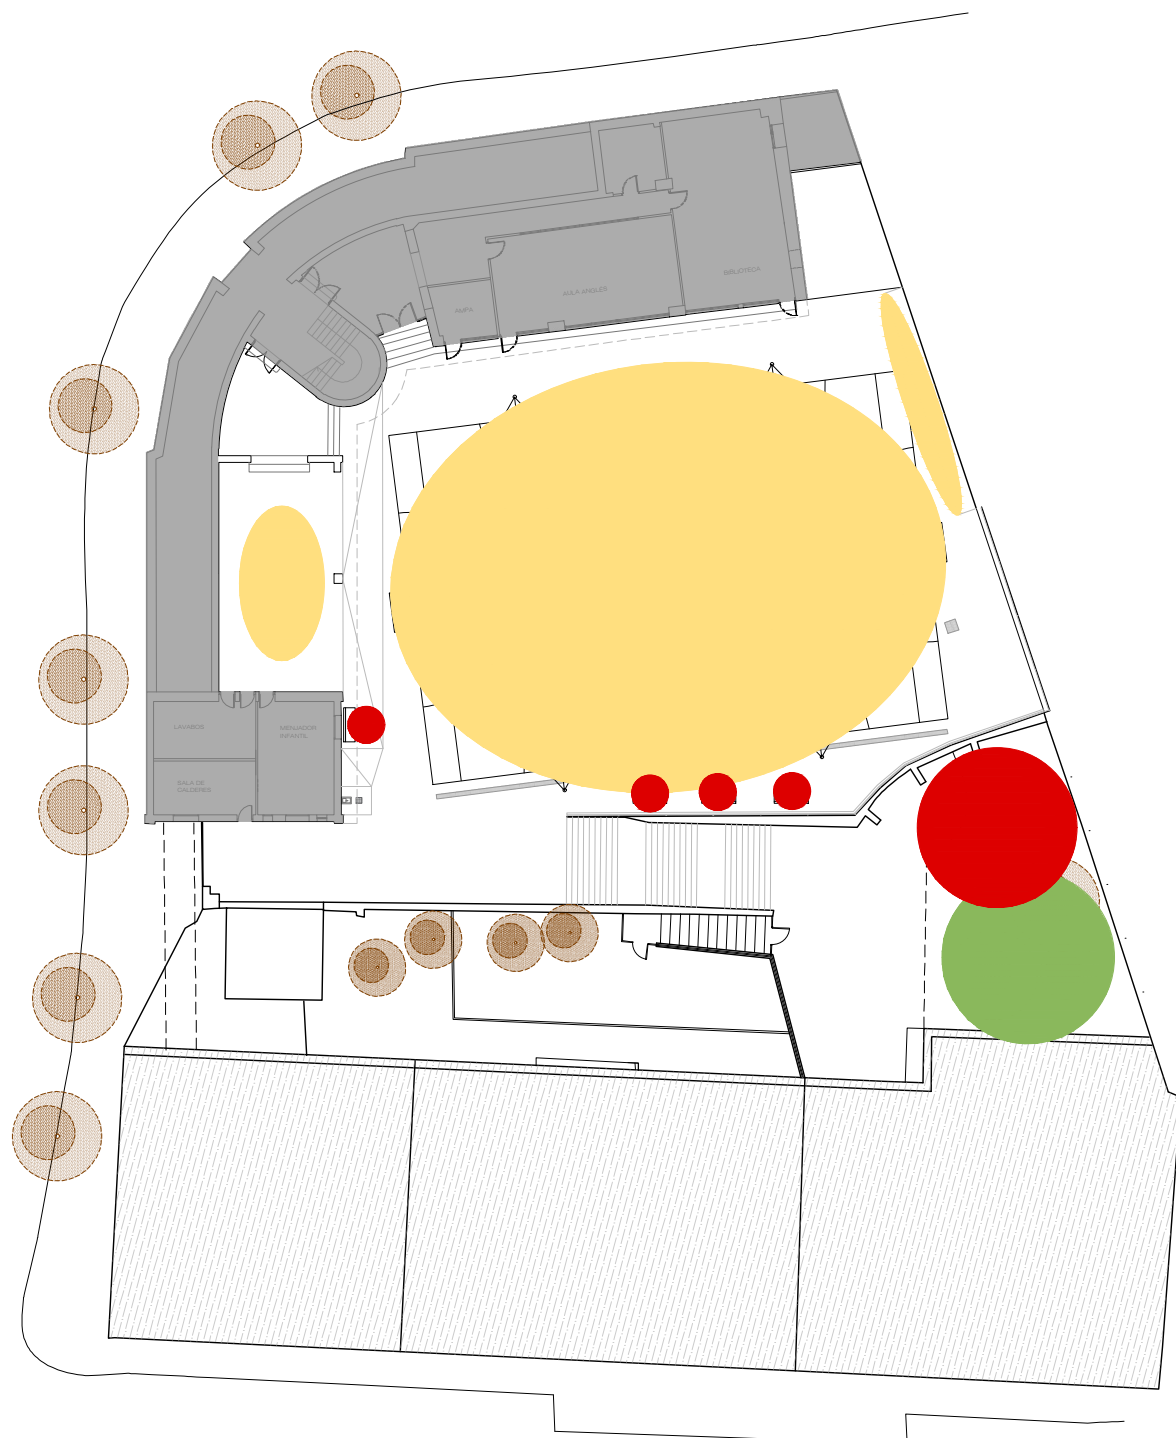 BIBLIOTECA
AULA ANGLÈS
AMPA
LAVABOS
MENJADOR
INFANTIL
SALA DE
CALDERES